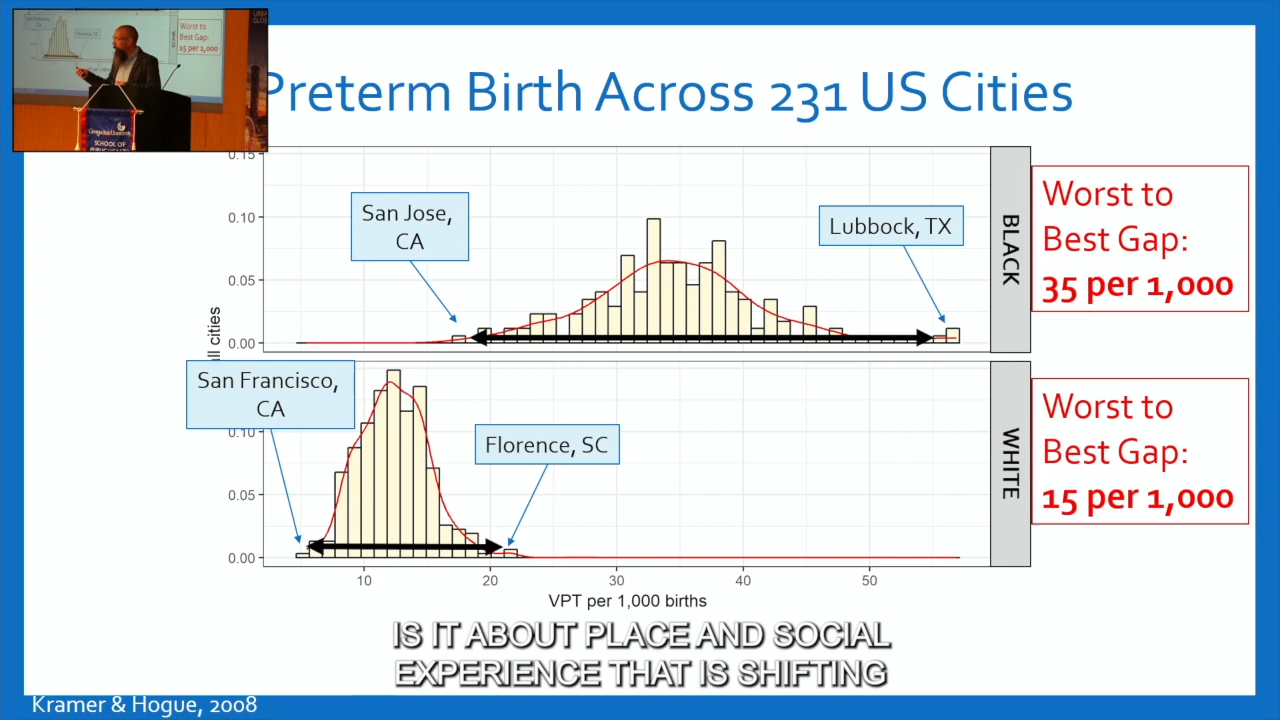 Worst to
Best Gap:
15 per 1,000
Preterm Birth Across 231 US Cities
0.15
0.10
0.05
0.00
San Jose,
CA
Lubbock, TX
BLACK
Worst to
Best Gap:
35 per 1,000
all cities
San Francisco,
CA
Florence, SC
0.10
0.05
0.00
WHITE
Worst to
Best Gap:
15 per 1,000
10 20 30 40 50
VPT per 1,000 births
IS IT ABOUT PLACE AND SOCIAL
EXPERIENCE THAT IS SHIFTING
Kramer & Hogue, 2008